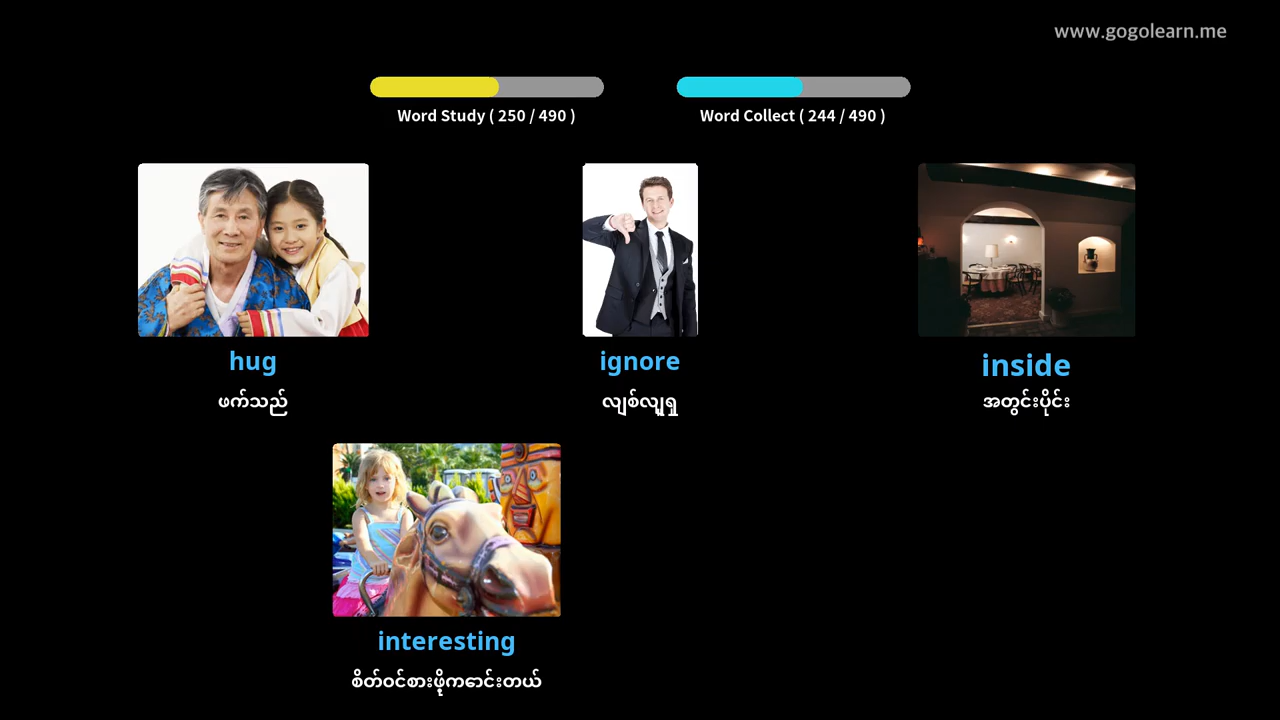 www.gogolearn.me
Word Study ( 250 / 490 )
Word Collect ( 244 / 490 )
hug
ignore
inside
ဖက်သည်
လျစ်လျူရှု
အတွင်းပိုင်း
interesting
စိတ်ဝင်စားဖို့ကောင်းတယ်